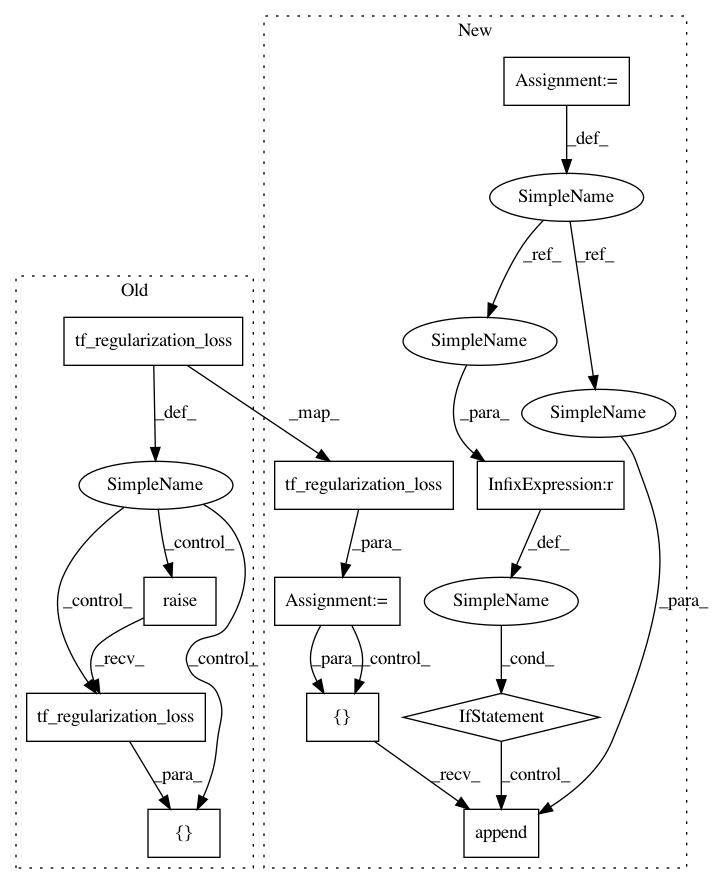 New
Assignment:=
_def_
SimpleName
_ref_
_ref_
Old
tf_regularization_loss
SimpleName
SimpleName
_def_
_map_
_para_
SimpleName
tf_regularization_loss
InfixExpression:r
_control_
_para_
_def_
_control_
raise
Assignment:=
SimpleName
_para_
_recv_
_control_
_para_
_control_
_cond_
tf_regularization_loss
{}
IfStatement
_para_
_recv_
_control_
{}
append